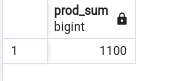 prod_sum
bigint
1 1100